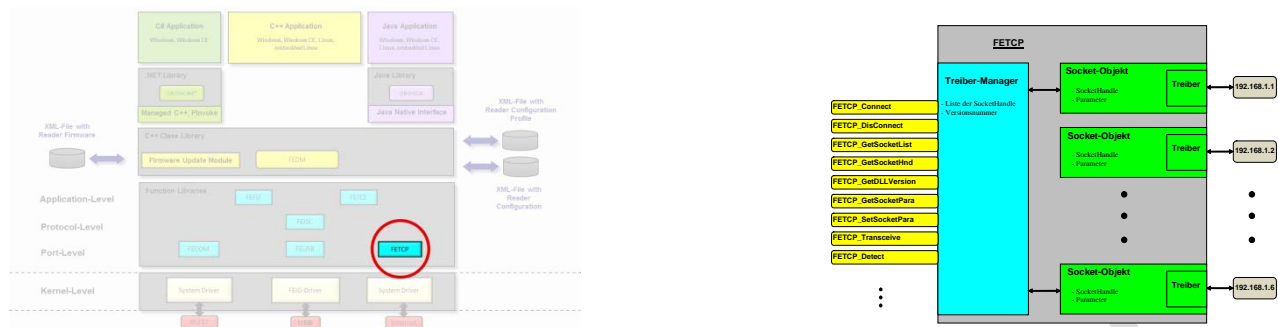 C# Application
Windows, Windows CE
C++ Application
Windows, Windows CE, Linux,
embedded Linux
Java Application
Windows, Windows CE,
Linux, embedded Linux
.NET Library
Managed C++, PInvoke
Java Library
Java Native Interface
XML-File with
Reader Configuration
Profile
XML-File with
Reader Firmware
C++ Class Library
Firmware Update Module
FEDM
XML-File with
Reader
Configuration
Function Libraries
Application-Level
Protocol-Level
Port-Level
FECOM
FEUSB
FETCP
Kernel-Level
System Driver
FEIG-Driver
System Driver
USB
Ethernet
FETCP
Treiber-Manager
- Liste der SocketHandle
- Versionsnummer
FETCP_Connect
FETCP_DisConnect
FETCP_GetSocketList
FETCP_GetSocketHnd
FETCP_GetDLLVersion
FETCP_GetSocketPara
FETCP_SetSocketPara
FETCP_Transceive
FETCP_Detect
Socket-Objekt
- SocketHandle
- Parameter
Treiber
192.168.1.1
Socket-Objekt
- SocketHandle
- Parameter
Treiber
192.168.1.2
Socket-Objekt
- SocketHandle
- Parameter
Treiber
192.168.1.6